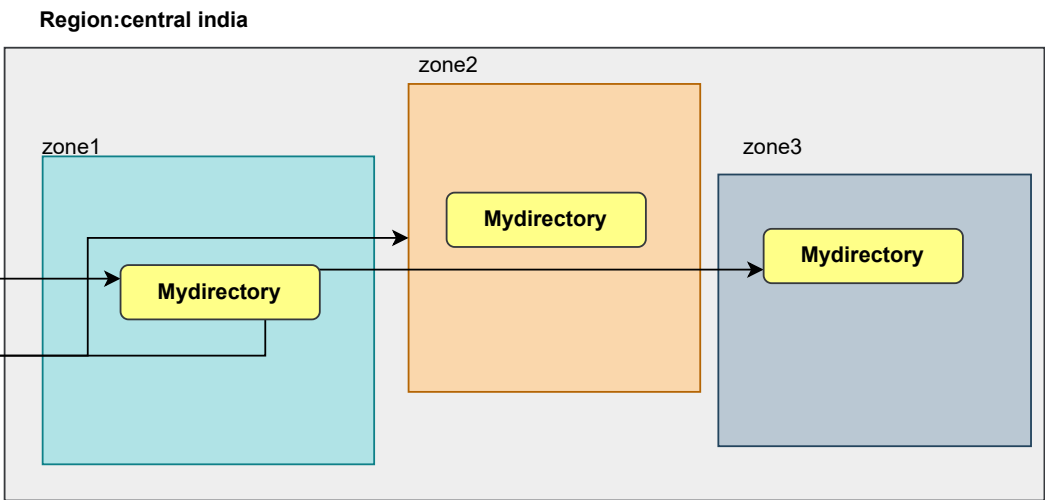 Region:central india
zone2
zone1
zone3
Mydirectory
Mydirectory
Mydirectory